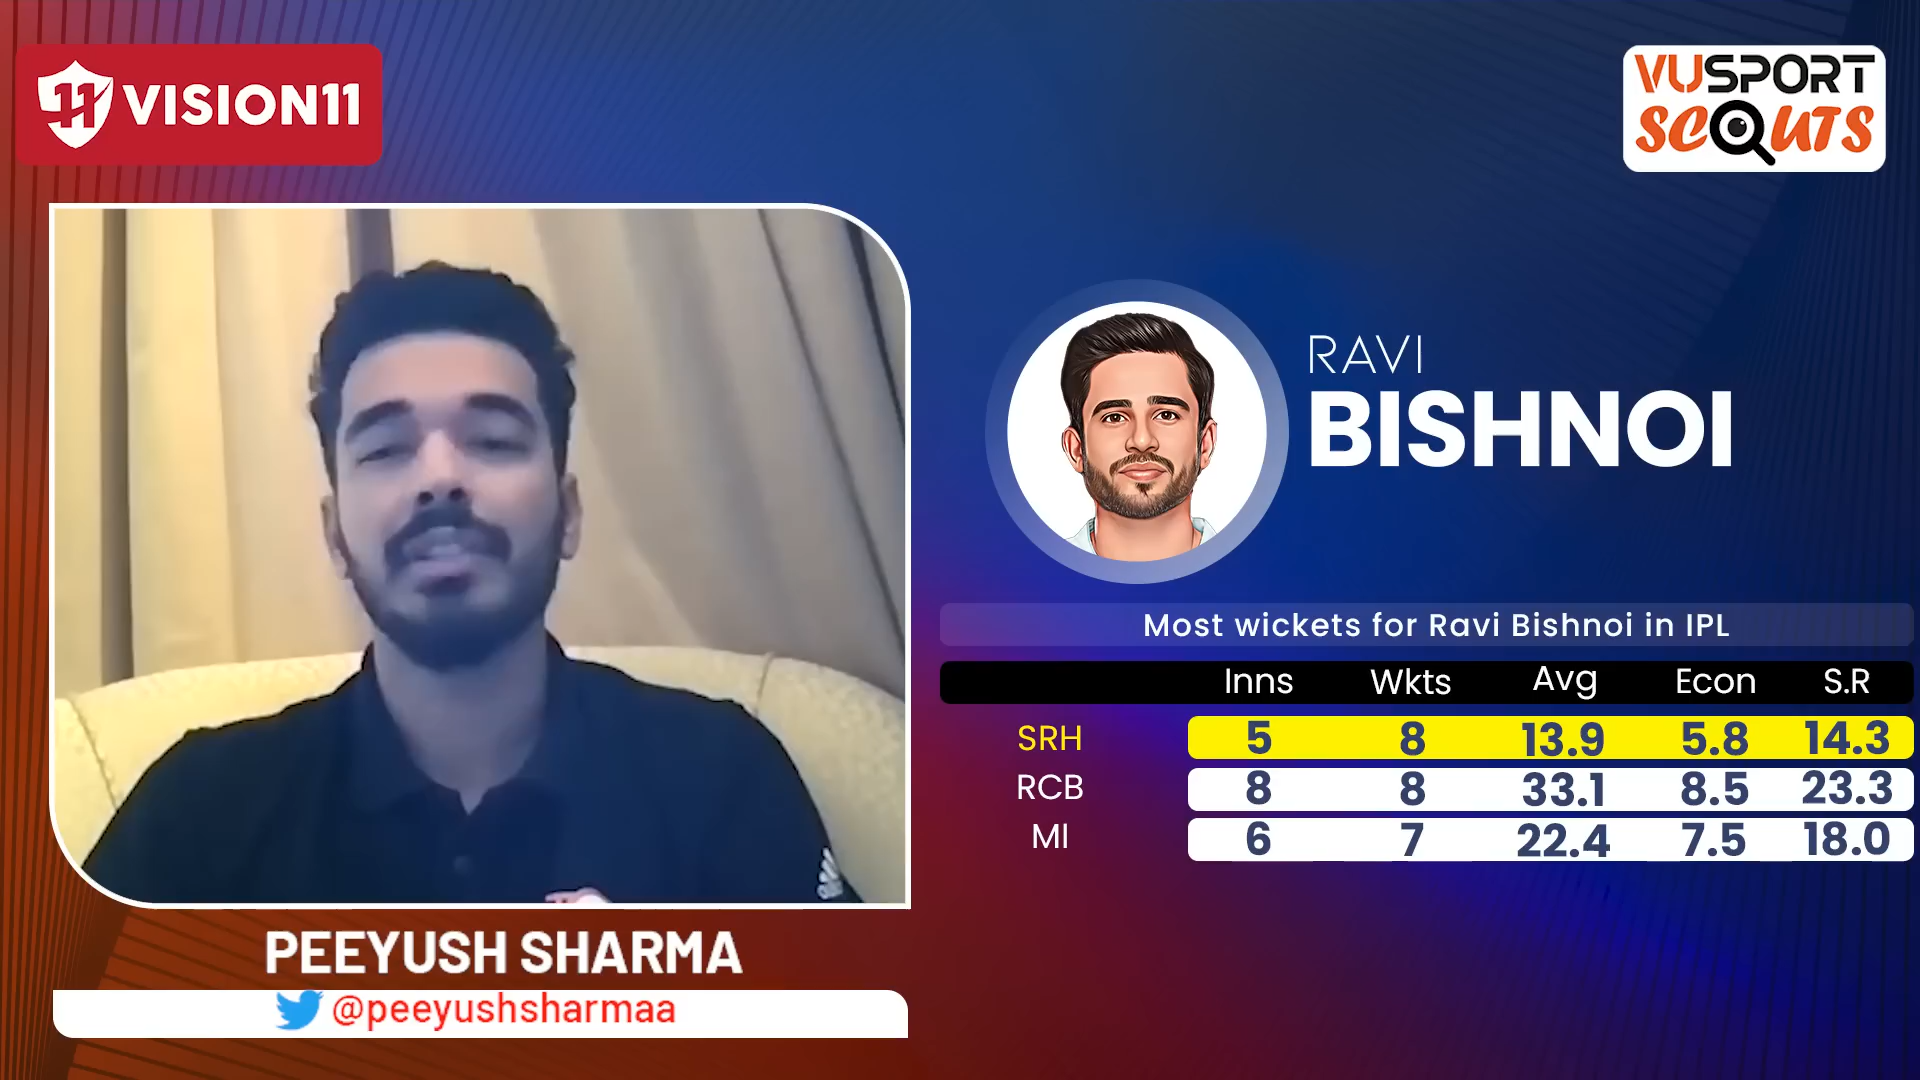 VISION11
VUSPORT
SCOUTS
RAVI
BISHNOI
Most wickets for Ravi Bishnoi in IPL
Inns Wkts Avg Econ S.R
SRH 5 8 13.9 5.8 14.3
RCB 8 8 33.1 8.5 23.3
MI 6 7 22.4 7.5 18.0
PEEYUSH SHARMA
@peeyushsharmaa